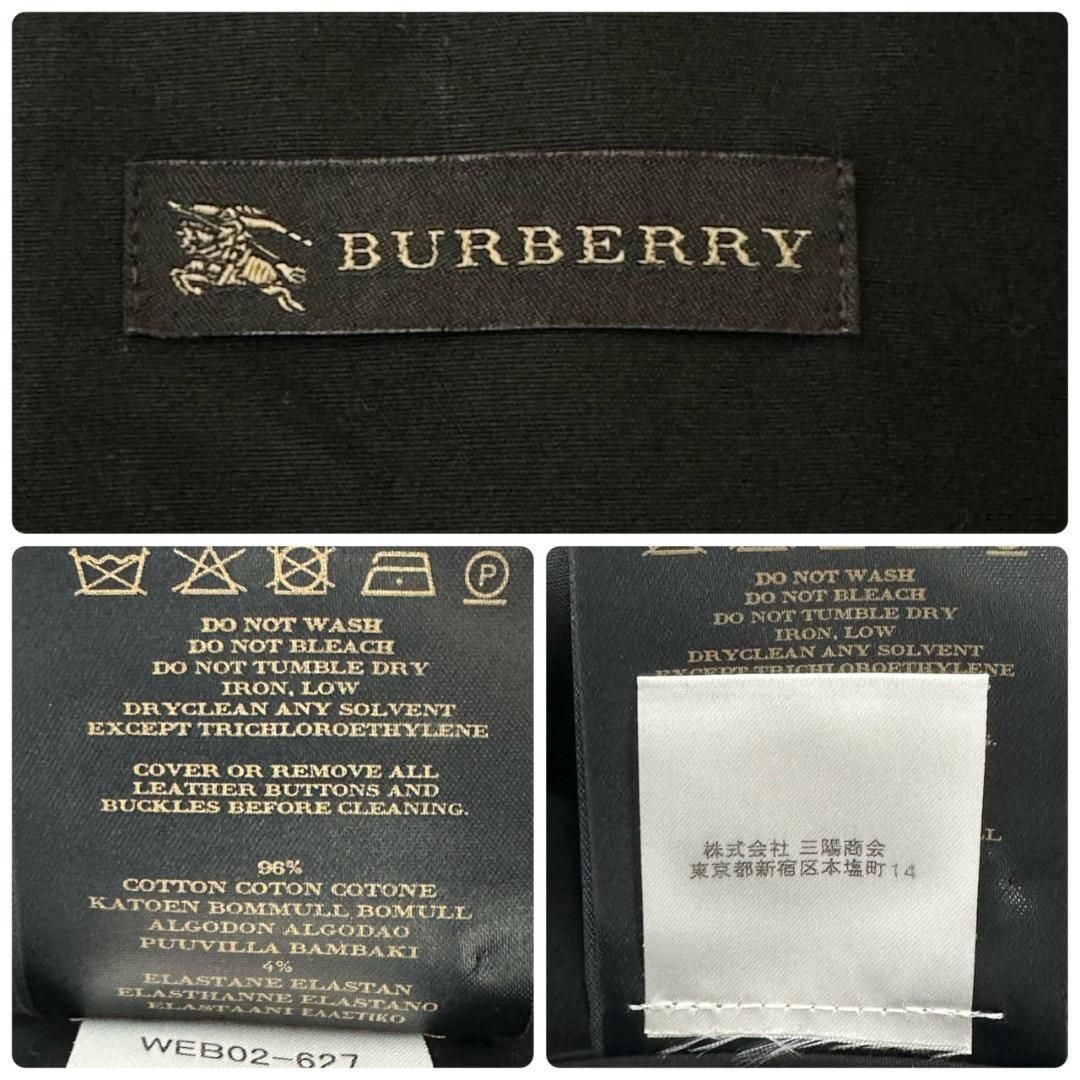 BURBERRY
P
DO NOT WASH
DO NOT BLEACH
DO NOT TUMBLE DRY
IRON, LOW
DRYCLEAN ANY SOLVENT
EXCEPT TRICHLOROETHYLENE
COVER OR REMOVE ALL
LEATHER BUTTONS AND
BUCKLES BEFORE CLEANING.
96%
COTTON COTON COTONE
KATOEN BOMMULL BOMULL
ALGODON ALGODAO
PUUVILLA BAMBAKI
4%
ELASTANE ELASTAN
ELASTHANNE ELASTANO
ELASTAANI ΕΛΑΣΤΙΚΟ
WEB02-627
DO NOT WASH
DO NOT BLEACH
DO NOT TUMBLE DRY
IRON, LOW
DRYCLEAN ANY SOLVENT
EXCEPT TRICHLOROETHYLENE
株式会社 三陽商会
東京都新宿区本塩町14